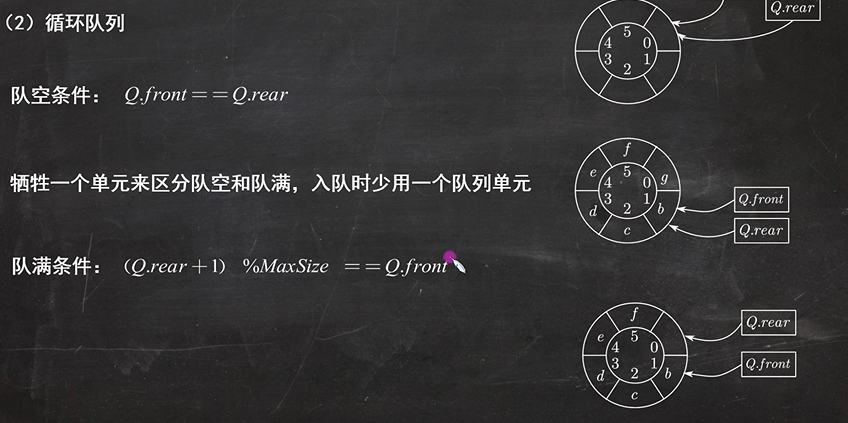 （2）循环队列
队空条件： Q.front==Q.rear
牺牲一个单元来区分队空和队满，入队时少用一个队列单元
队满条件：（Q.rear+1） %MaxSize ==Q.front
Q.rear
5
4 0
3 1
2
f
e 5 g
4 0
3 1
d 2 b
c
Q.front
Q.rear
f
e 5
4 0
3 1
d 2 b
c
Q.rear
Q.front